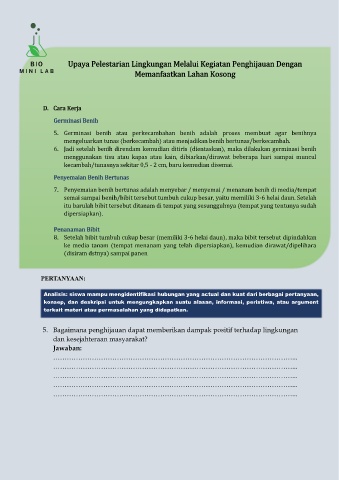 BIO
MINI LAB
Upaya Pelestarian Lingkungan Melalui Kegiatan Penghijauan Dengan
Memanfaatkan Lahan Kosong
D. Cara Kerja
Germinasi Benih
5. Germinasi benih atau perkecambahan benih adalah proses membuat agar benihnya
mengeluarkan tunas (berkecambah) atau menjadikan benih bertunas/berkecambah.
6. Jadi setelah benih direndam kemudian ditiris (dientaskan), maka dilakukan germinasi benih
menggunakan tisu atau kapas atau kain, dibiarkan/dirawat beberapa hari sampai muncul
kecambah/tunasnya sekitar 0,5 - 2 cm, baru kemudian disemai.
Penyemaian Benih Bertunas
7. Penyemaian benih bertunas adalah menyebar / menyemai / menanam benih di media/tempat
semai sampai benih/bibit tersebut tumbuh cukup besar, yaitu memiliki 3-6 helai daun. Setelah
itu barulah bibit tersebut ditanam di tempat yang sesungguhnya (tempat yang tentunya sudah
dipersiapkan).
Penanaman Bibit
8. Setelah bibit tumbuh cukup besar (memiliki 3-6 helai daun), maka bibit tersebut dipindahkan
ke media tanam (tempat menanam yang telah dipersiapkan), kemudian dirawat/dipelihara
(disiram dstnya) sampai panen
PERTANYAAN:
Analisis: siswa mampu mengidentifikasi hubungan yang actual dan kuat dari berbagai pertanyaan,
konsep, dan deskripsi untuk mengungkapkan suatu alasan, informasi, peristiwa, atau argument
terkait materi atau permasalahan yang didapatkan.
5. Bagaimana penghijauan dapat memberikan dampak positif terhadap lingkungan
dan kesejahteraan masyarakat?
Jawaban: